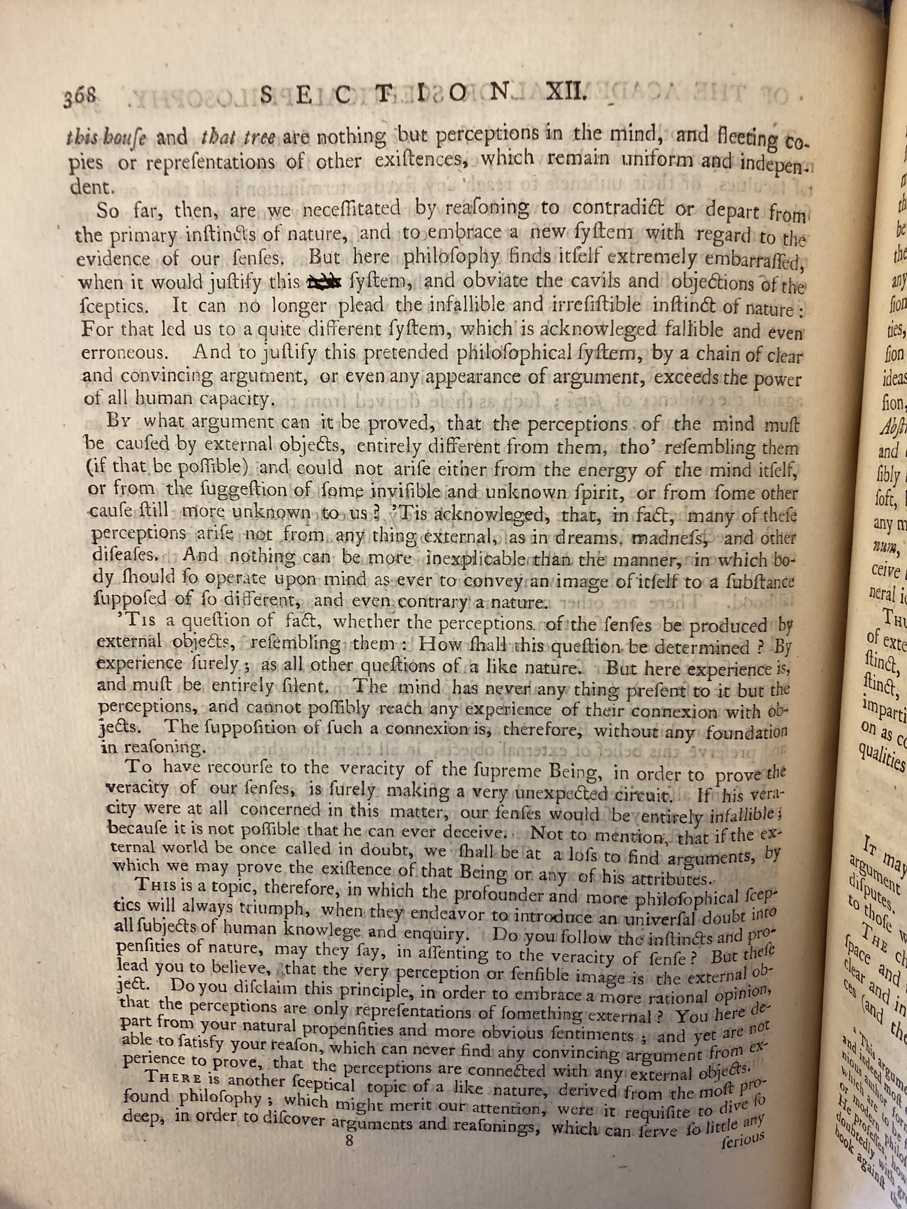 368 SECTION XII.
this houſe and that tree are nothing but perceptions in the mind, and fleeting co-
pies or repreſentations of other exiſtences, which remain uniform and indepen-
dent.
So far, then, are we neceſſitated by reaſoning to contradict or depart from
the primary inſtincts of nature, and to embrace a new ſyſtem with regard to the
evidence of our ſenſes. But here philoſophy finds itſelf extremely embarraſſed,
when it would juſtify this ſyſtem, and obviate the cavils and objections of the
ſceptics. It can no longer plead the infallible and irreſiſtible inſtinct of nature:
For that led us to a quite different ſyſtem, which is acknowleged fallible and even
erroneous. And to juſtify this pretended philoſophical ſyſtem, by a chain of clear
and convincing argument, or even any appearance of argument, exceeds the power
of all human capacity.
BY what argument can it be proved, that the perceptions of the mind muſt
be cauſed by external objects, entirely different from them, tho' reſembling them
(if that be poſſible) and could not ariſe either from the energy of the mind itſelf,
or from the ſuggeſtion of ſome inviſible and unknown ſpirit, or from ſome other
cauſe ſtill more unknown to us? 'Tis acknowleged, that, in fact, many of theſe
perceptions ariſe not from any thing external, as in dreams, madneſs, and other
diſeaſes. And nothing can be more inexplicable than the manner, in which bo-
dy ſhould ſo operate upon mind as ever to convey an image of itſelf to a ſubſtance
ſuppoſed of ſo different, and even contrary a nature.
'TIS a queſtion of fact, whether the perceptions of the ſenſes be produced by
external objects, reſembling them: How ſhall this queſtion be determined? By
experience ſurely; as all other queſtions of a like nature. But here experience is,
and muſt be entirely ſilent. The mind has never any thing preſent to it but the
perceptions, and cannot poſſibly reach any experience of their connexion with ob-
jects. The ſuppoſition of ſuch a connexion is, therefore, without any foundation
in reaſoning.
TO have recourſe to the veracity of the ſupreme Being, in order to prove the
veracity of our ſenſes, is ſurely making a very unexpected circuit. If his vera-
city were at all concerned in this matter, our ſenſes would be entirely infallible;
becauſe it is not poſſible that he can ever deceive. Not to mention, that if the ex-
ternal world be once called in doubt, we ſhall be at a loſs to find arguments, by
which we may prove the exiſtence of that Being or any of his attributes.
THIS is a topic, therefore, in which the profounder and more philoſophical ſcep-
tics will always triumph, when they endeavor to introduce an univerſal doubt into
all ſubjects of human knowlege and enquiry. Do you follow the inſtincts and pro-
penſities of nature, may they ſay, in aſſenting to the veracity of ſenſe? But theſe
lead you to believe, that the very perception or ſenſible image is the external ob-
ject. Do you diſclaim this principle, in order to embrace a more rational opinion,
that the perceptions are only repreſentations of ſomething external? You here de-
part from your natural propenſities and more obvious ſentiments; and yet are not
able to ſatisfy your reaſon, which can never find any convincing argument from ex-
perience to prove, that the perceptions are connected with any external objects.
THERE is another ſceptical topic of a like nature, derived from the moſt pro-
found philoſophy; which might merit our attention, were it requiſite to dive ſo
deep, in order to diſcover arguments and reaſonings, which can ſerve ſo little any
8 ſerious